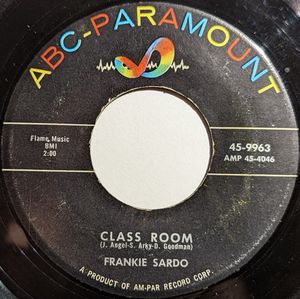 ABC-PARAMOUNT
Flame Music
BMI
2:00
45-9963
AMP 45-4046
CLASS ROOM
(J. Angel-S. Arky-D. Goodman)
FRANKIE SARDO
A PRODUCT OF AM-PAR RECORD CORP.